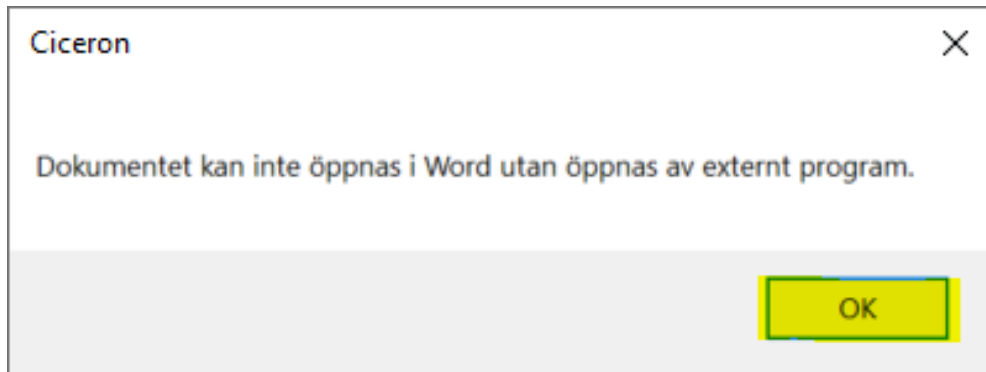 Ciceron
Dokumentet kan inte öppnas i Word utan öppnas av externt program.
OK